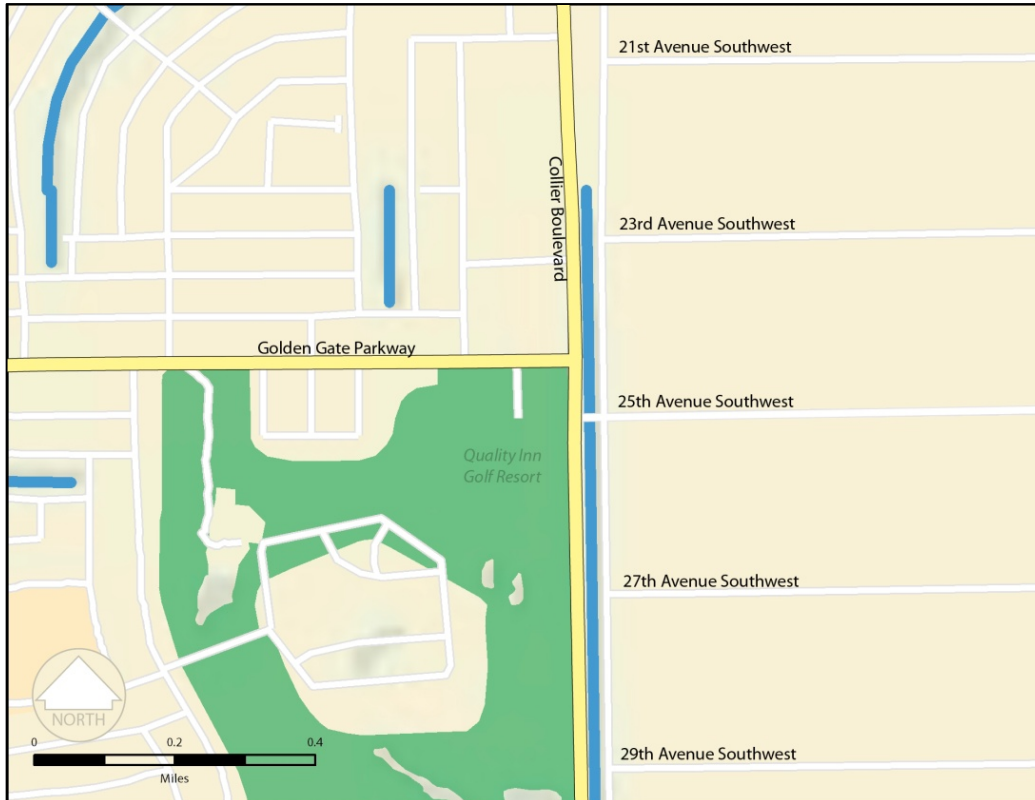 21st Avenue Southwest
Collier Boulevard
23rd Avenue Southwest
Golden Gate Parkway
25th Avenue Southwest
Quality Inn
Golf Resort
27th Avenue Southwest
NORTH
0 0.2 0.4
Miles
29th Avenue Southwest